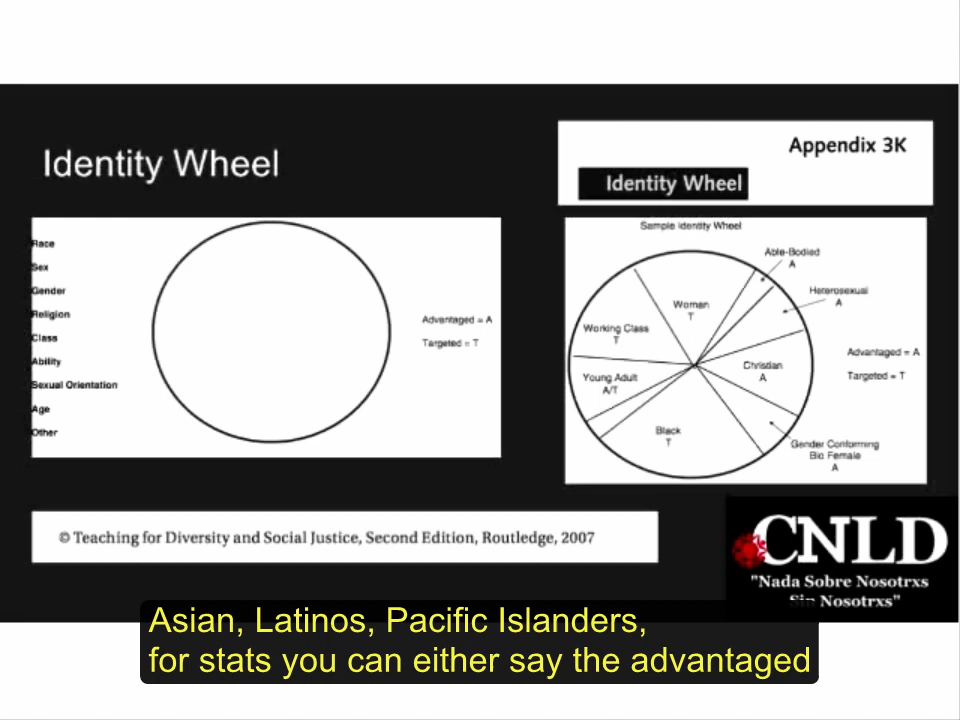 Identity Wheel
Race
Sex
Gender
Religion
Class
Ability
Sexual Orientation
Age
Other
Advantaged = A
Targeted = T
Appendix 3K
Identity Wheel
Sample Identity Wheel
Able-Bodied
A
Heterosexual
A
Woman
T
Working Class
T
Christian
A
Young Adult
A/T
Black
T
Gender Conforming
Bio Female
A
Advantaged = A
Targeted = T
© Teaching for Diversity and Social Justice, Second Edition, Routledge, 2007
CNLD
"Nada Sobre Nosotrxs
Sin Nosotrxs"
Asian, Latinos, Pacific Islanders,
for stats you can either say the advantaged